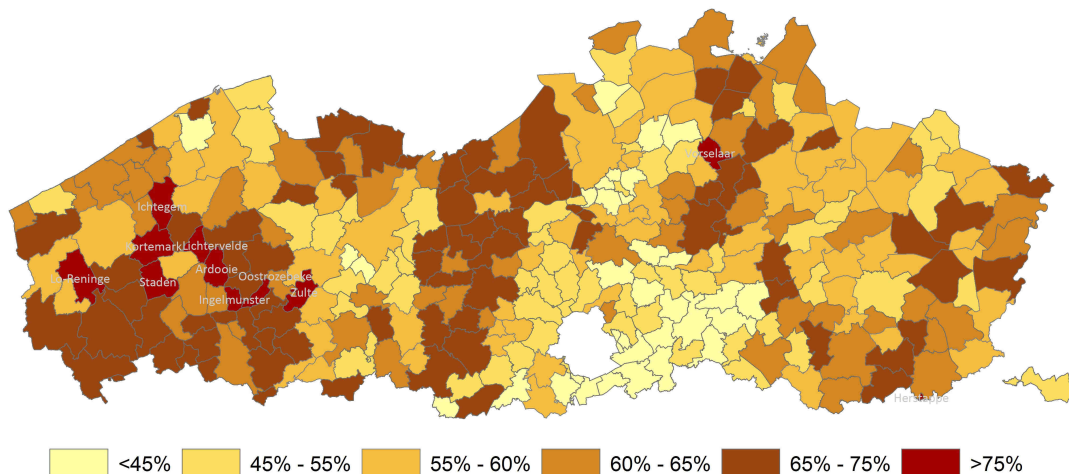 Vorselaar
Ichtegem
Kortemark Lichtervelde
Ardooie
Lo-Reninge
Staden
Oostrozebeke
Ingelmunster
Zulte
Herstappe
<45% 45% - 55% 55% - 60% 60% - 65% 65% - 75% >75%